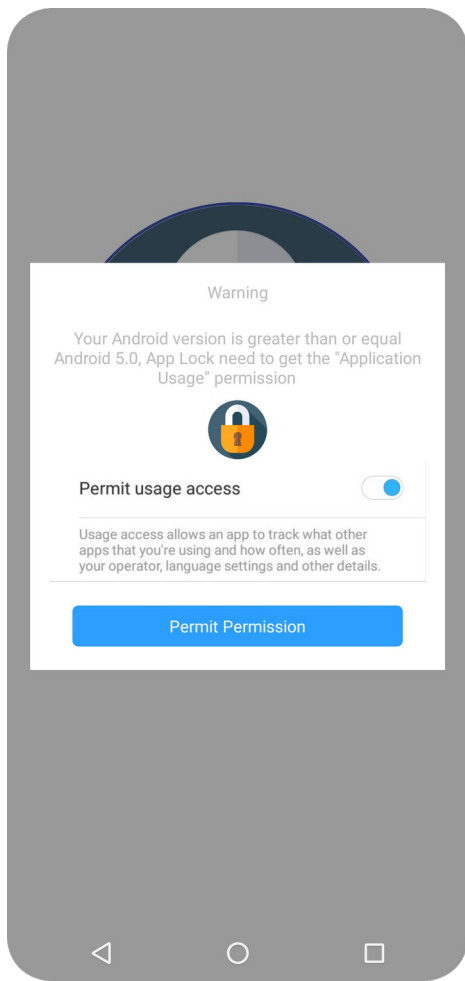 Warning
Your Android version is greater than or equal
Android 5.0, App Lock need to get the "Application
Usage" permission
Permit usage access
Usage access allows an app to track what other
apps that you're using and how often, as well as
your operator, language settings and other details.
Permit Permission